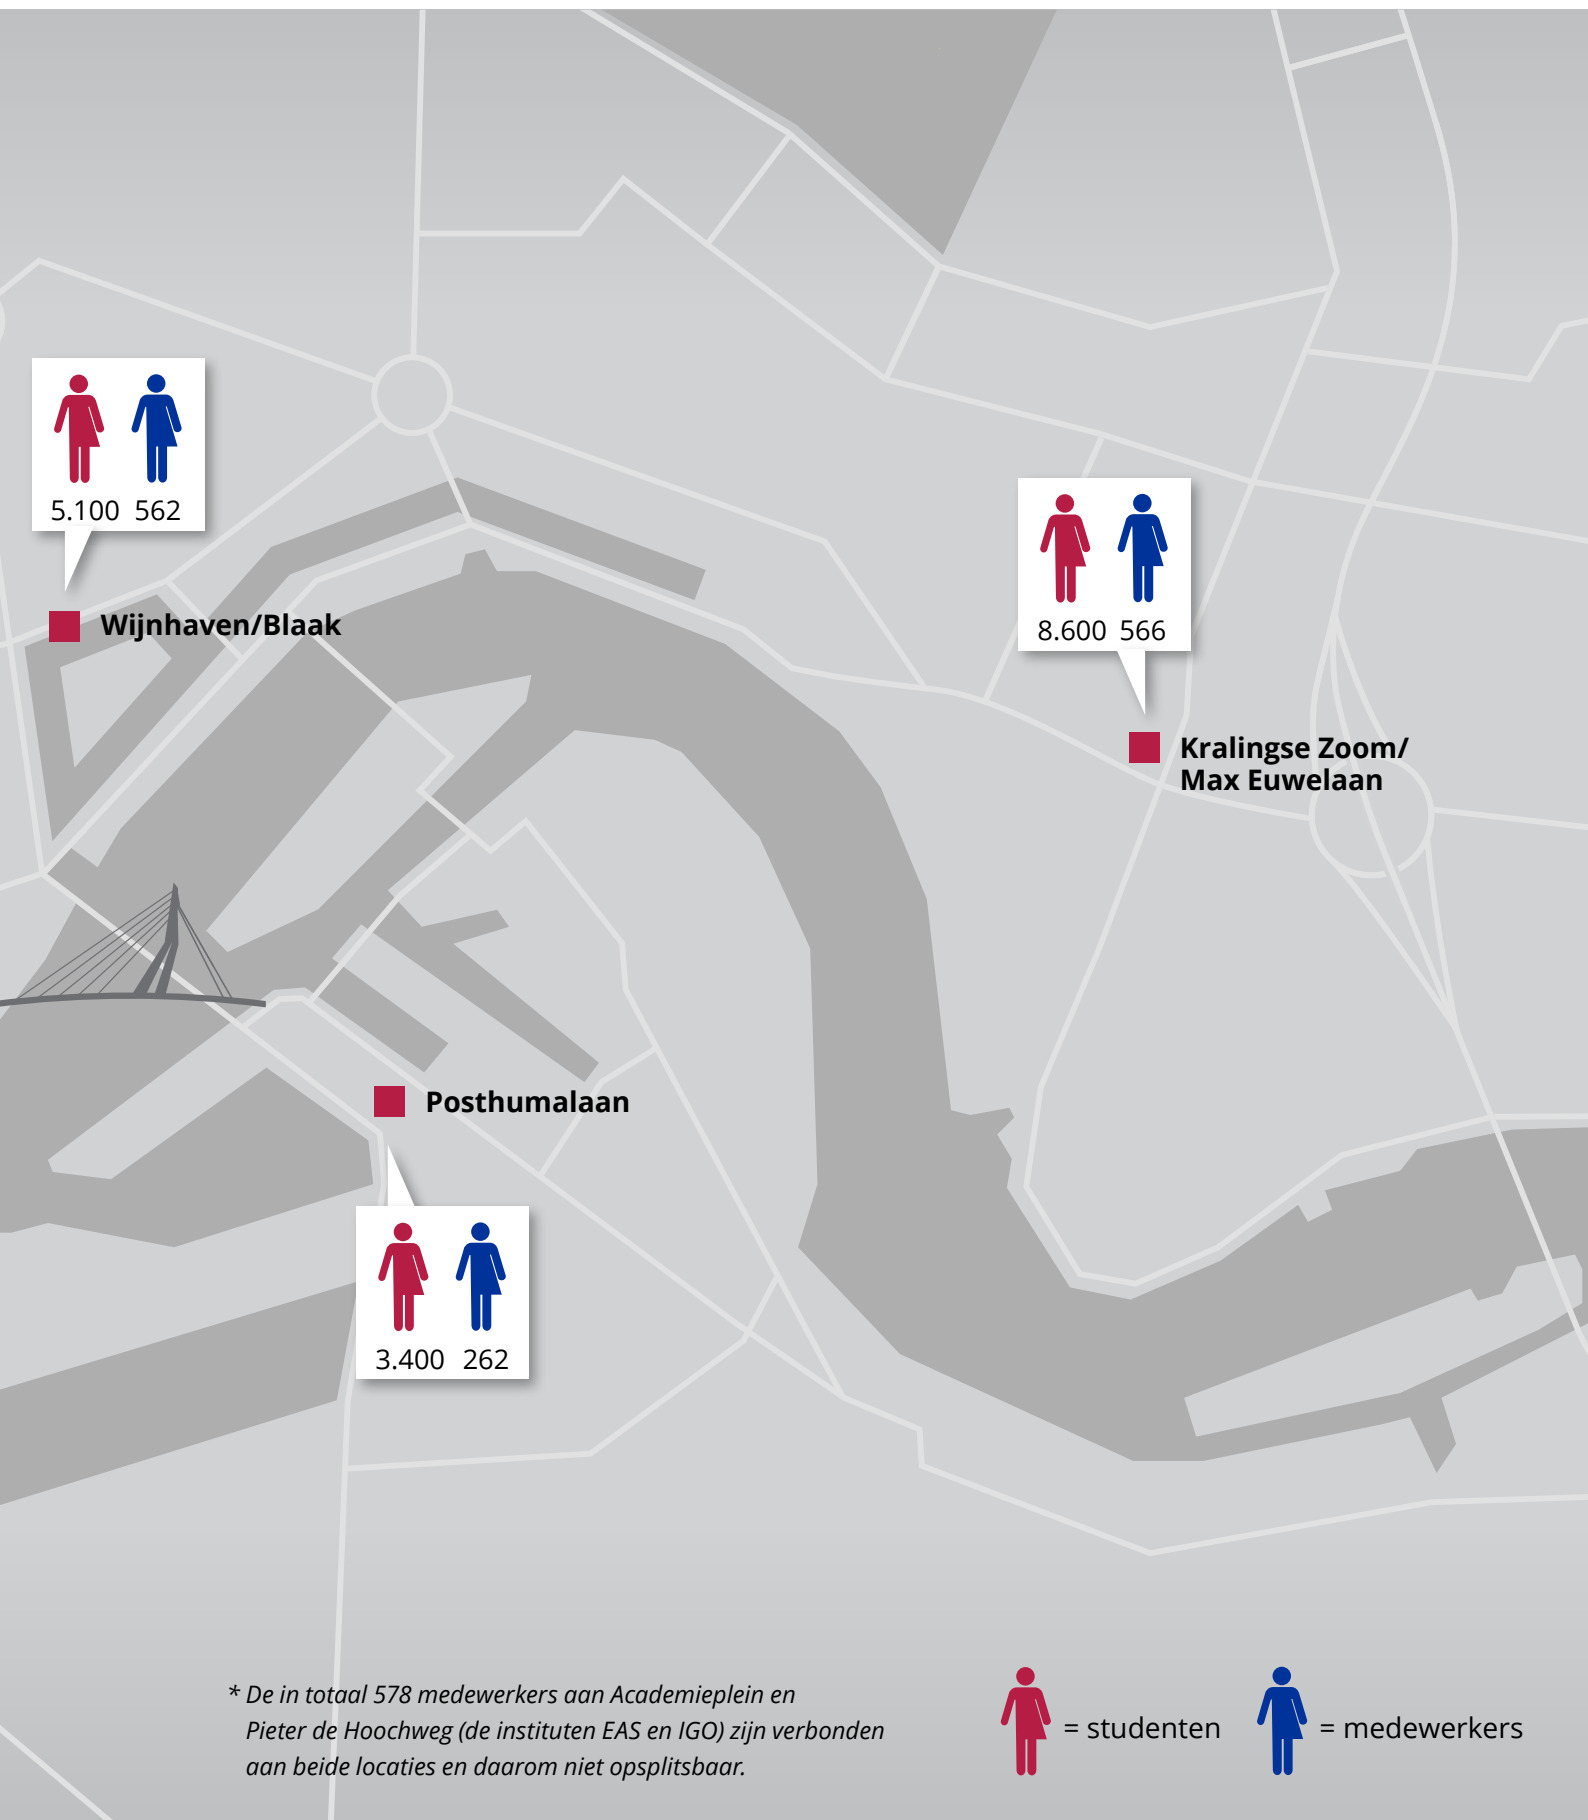 5.100 562
Wijnhaven/Blaak
8.600 566
Kralingse Zoom/
Max Euwelaan
Posthumalaan
3.400 262
* De in totaal 578 medewerkers aan Academieplein en
Pieter de Hoochweg (de instituten EAS en IGO) zijn verbonden
aan beide locaties en daarom niet opsplitsbaar.
= studenten
= medewerkers